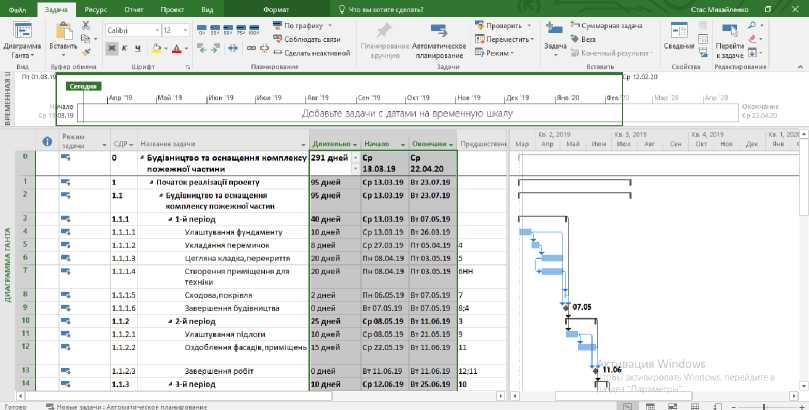 Файл Задача Ресурс Отчет Проект Вид Формат Что вы хотите сделать? Стас Михайленко
Диаграмма Ганта
Вставить
Calibri 12
Ж К Ч
По графику
Соблюдать связи
Сделать неактивной
Планирование вручную
Автоматическое планирование
Проверить
Переместить
Режим
Задача
Суммарная задача
Веха
Конечный результат
Сведения
Перейти к задаче
Вид Буфер обмена Шрифт Планирование Задачи Вставить Свойства Редактирование
Пт 01.03.19
Ср 12.02.20
Сегодня
Апр '19 Май '19 Июн '19 Июл '19 Авг '19 Сен '19 Окт '19 Ноя '19 Дек '19 Янв '20 Фев '20 Мар '20 Апр '20
Начало
Ср 13.03.19
Добавьте задачи с датами на временную шкалу
Окончание
Ср 22.04.20
ВРЕМЕННАЯ
ДИАГРАММА ГАНТА
Режим задачи СДР Название задачи Длительно Начало Окончани Предшественн
Кв. 2, 2019 Кв. 3, 2019 Кв. 4, 2019 Кв. 1, 2020
Мар Апр Май Июн Июл Авг Сен Окт Ноя Дек Янв Фев
0 0 Будівництво та оснащення комплексу пожежної частини 291 дней Ср 13.03.19 Ср 22.04.20
1 1 Початок реалізації проекту 95 дней Ср 13.03.19 Вт 23.07.19
2 1.1 Будівництво та оснащення комплексу пожежної частин 95 дней Ср 13.03.19 Вт 23.07.19
3 1.1.1 1-й період 40 дней Ср 13.03.19 Вт 07.05.19
4 1.1.1.1 Улаштування фундаменту 10 дней Ср 13.03.19 Вт 26.03.19
5 1.1.1.2 Укладання перемичок 8 дней Ср 27.03.19 Пт 05.04.19 4
6 1.1.1.3 Цегляна кладка,перекриття 20 дней Пн 08.04.19 Пт 03.05.19 5
7 1.1.1.4 Створення приміщення для техніки 20 дней Пн 08.04.19 Пт 03.05.19 6НН
8 1.1.1.5 Сходова,покрівля 2 дней Пн 06.05.19 Вт 07.05.19 7
9 1.1.1.6 Завершення будівництва 0 дней Вт 07.05.19 Вт 07.05.19 8;4
07.05
10 1.1.2 2-й період 25 дней Ср 08.05.19 Вт 11.06.19 3
11 1.1.2.1 Улаштування підлоги 10 дней Ср 08.05.19 Вт 21.05.19 9
12 1.1.2.2 Оздоблення фасадів,приміщень 15 дней Ср 22.05.19 Вт 11.06.19 11
13 1.1.2.3 Завершення робіт 0 дней Вт 11.06.19 Вт 11.06.19 12;11
11.06
14 1.1.3 3-й період 10 дней Ср 12.06.19 Вт 25.06.19 10
Активация Windows
Чтобы активировать Windows, перейдите в
раздел "Параметры".
Готово Новые задачи : Автоматическое планирование